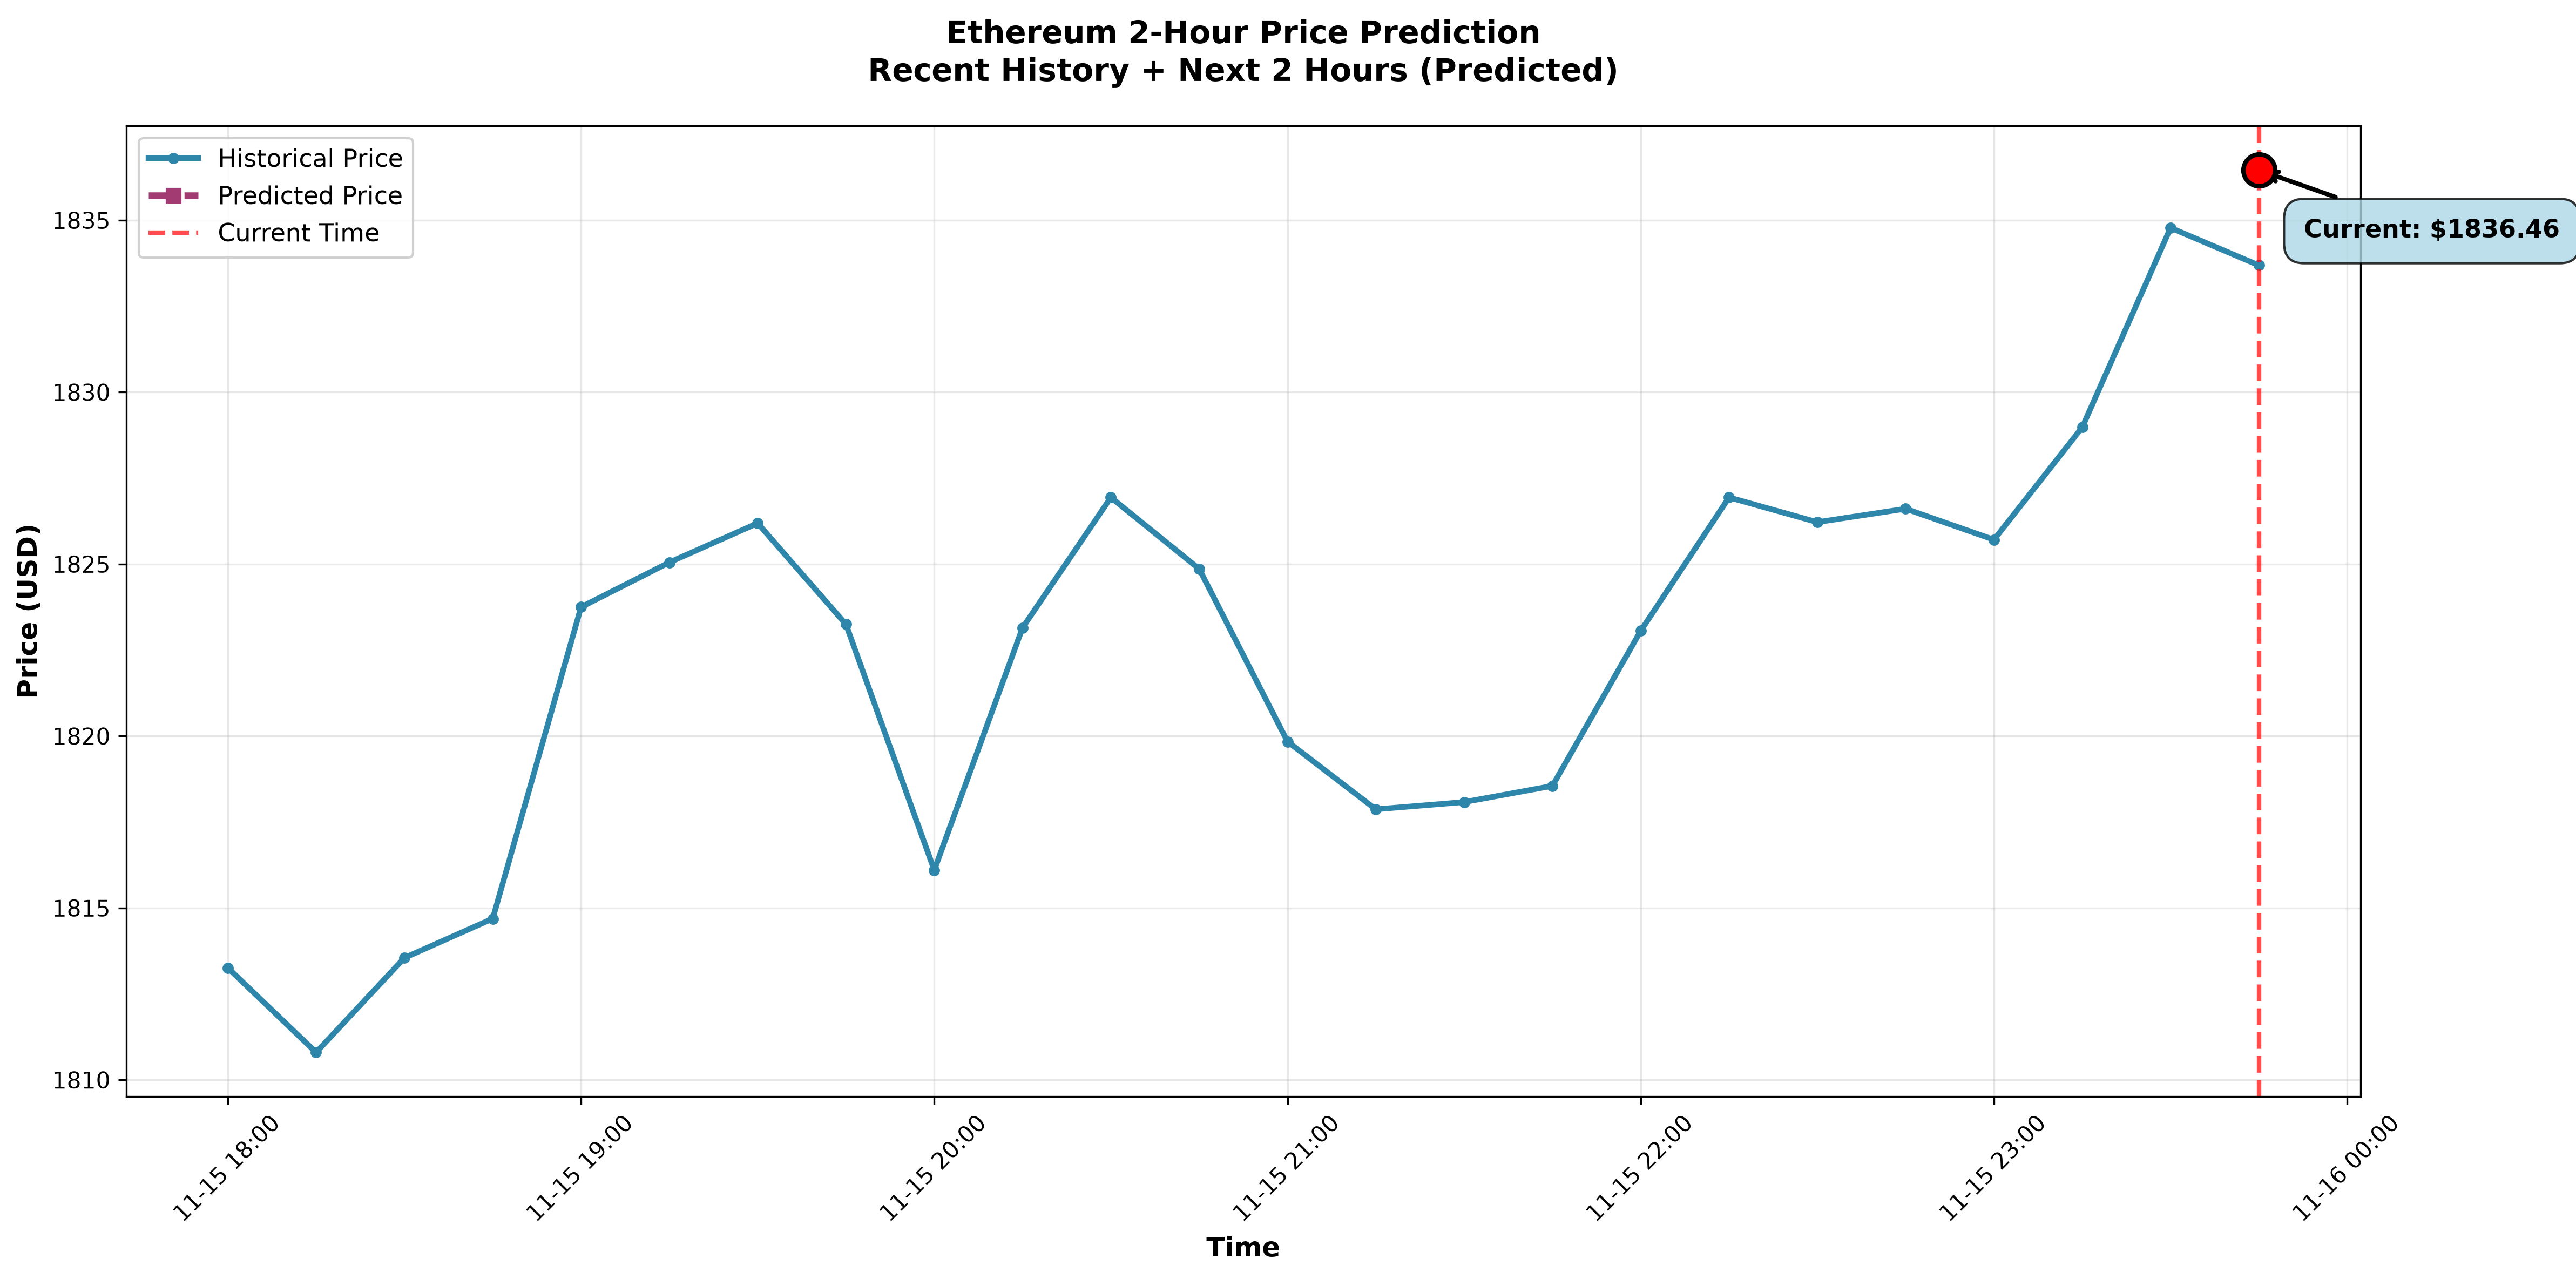 Ethereum 2-Hour Price Prediction
Recent History + Next 2 Hours (Predicted)
Historical Price
Predicted Price
Current Time
Current: $1836.46
Price (USD)
1835
1830
1825
1820
1815
1810
11-15 18:00
11-15 19:00
11-15 20:00
11-15 21:00
11-15 22:00
11-15 23:00
11-16 00:00
Time